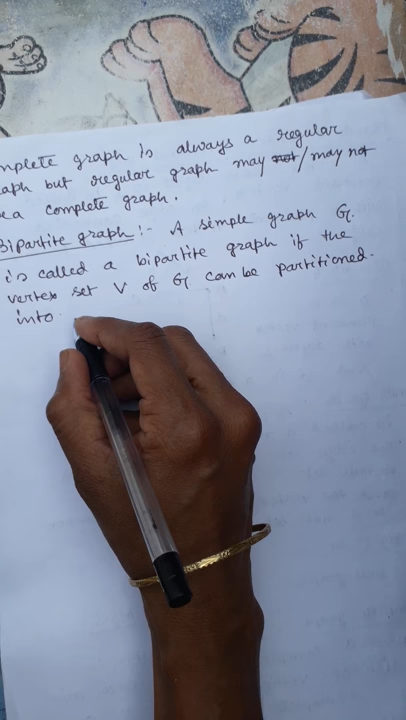 mplete graph is always a regular
aph but regular graph may not/may not
e a complete graph.
Bipartite graph:- A simple graph G.
is called a bipartite graph if the
vertex set V of G can be partitioned.
into